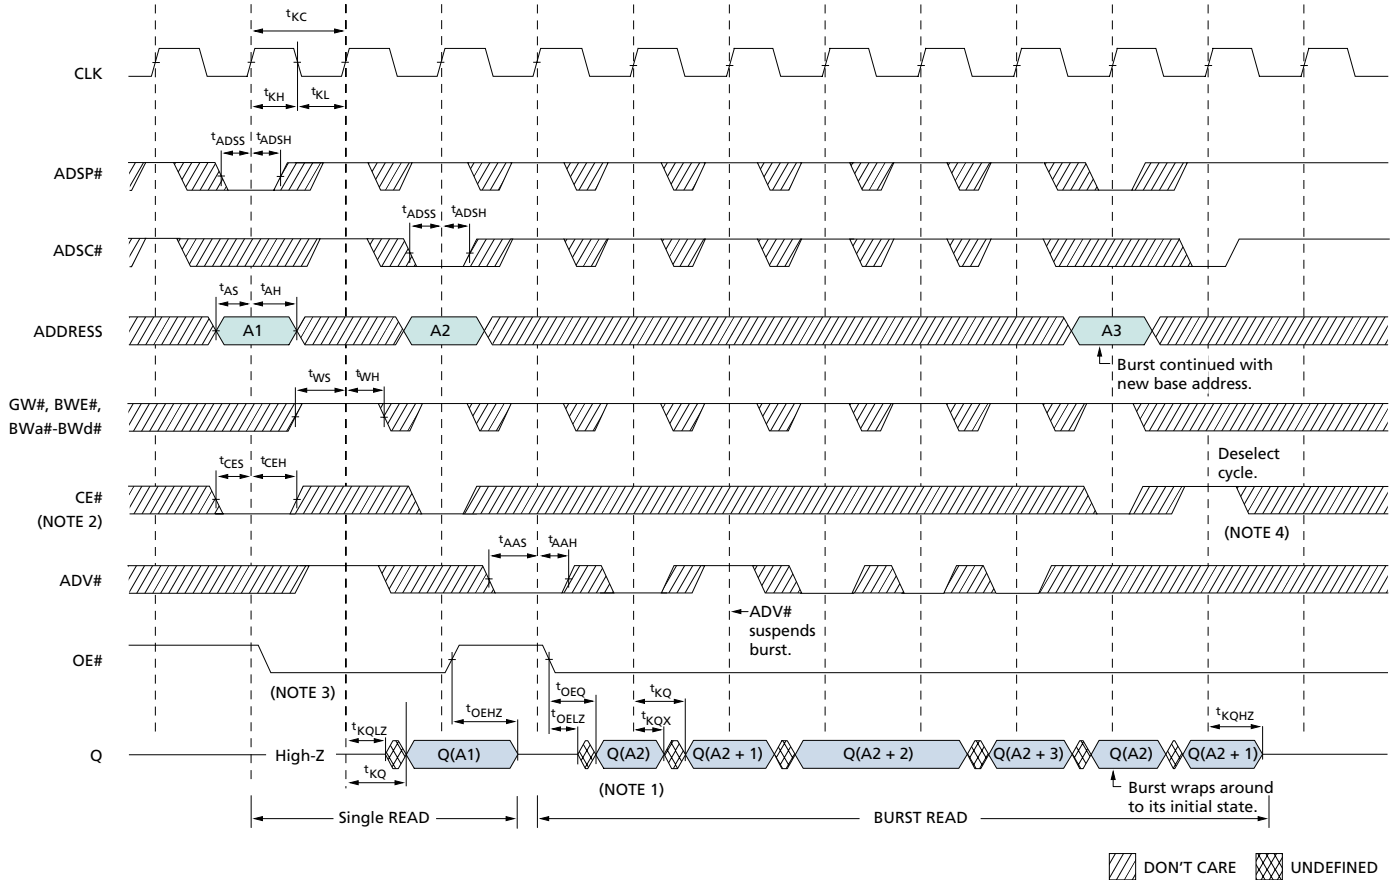 tKC
CLK
tKH
tKL
tADSS
tADSH
ADSP#
tADSS
tADSH
ADSC#
tAS
tAH
ADDRESS
A1
A2
A3
Burst continued with
new base address.
tWS
tWH
GW#, BWE#,
BWa#-BWd#
tCES
tCEH
Deselect
cycle.
CE#
(NOTE 2)
(NOTE 4)
tAAS
tAAH
ADV#
ADV#
suspends
burst.
OE#
(NOTE 3)
tOEHZ
tOEQ
tOELZ
tKQ
tKQX
tKQLZ
tKQHZ
Q
High-Z
Q(A1)
Q(A2)
Q(A2 + 1)
Q(A2 + 2)
Q(A2 + 3)
Q(A2)
Q(A2 + 1)
tKQ
(NOTE 1)
Burst wraps around
to its initial state.
Single READ
BURST READ
DON'T CARE
UNDEFINED